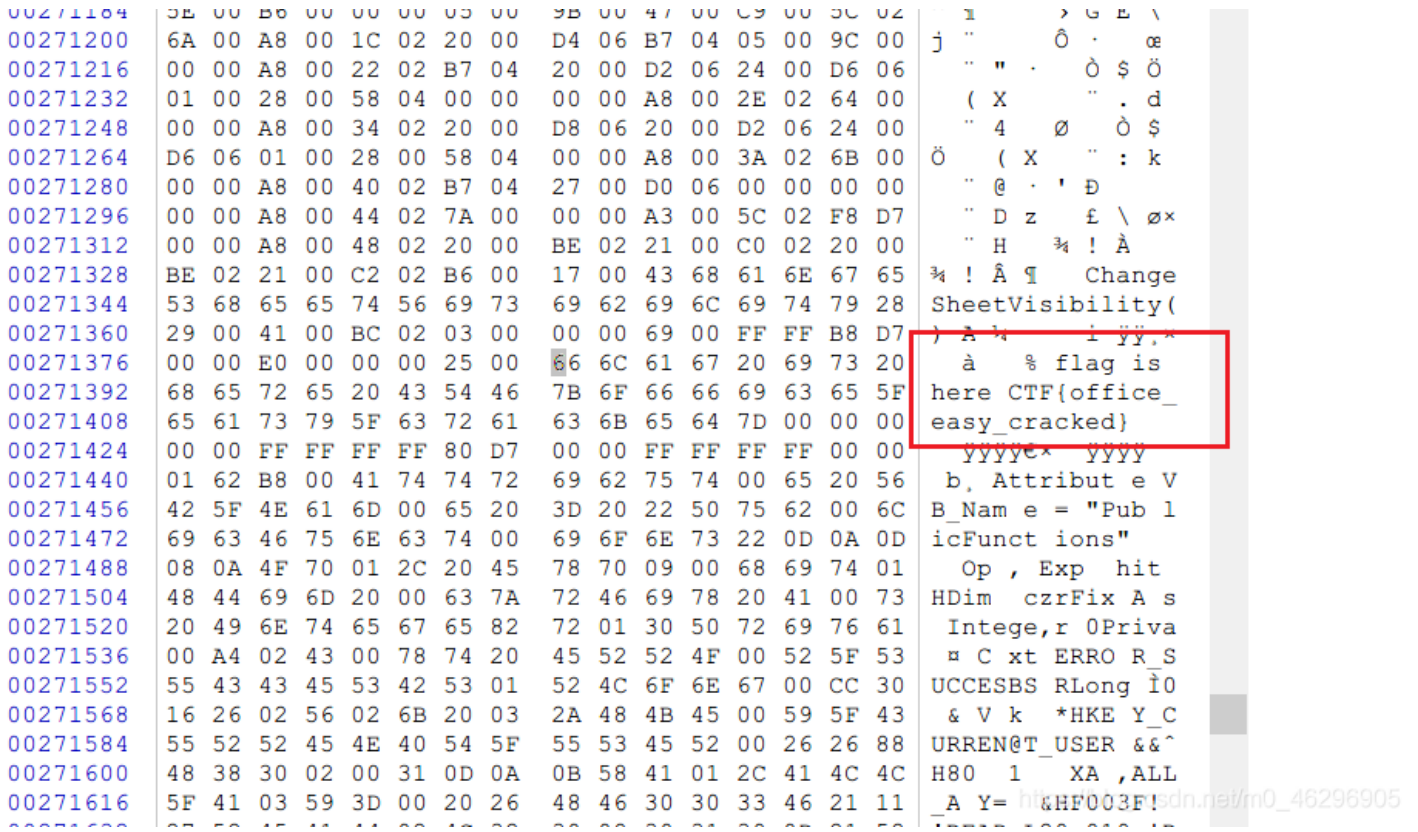 00271200 6A 00 A8 00 1C 02 20 00 D4 06 B7 04 05 00 9C 00 j ¨ Ô · œ
00271216 00 00 A8 00 22 02 B7 04 20 00 D2 06 24 00 D6 06 ¨ " · Ò $ Ö
00271232 01 00 28 00 58 04 00 00 00 00 A8 00 2E 02 64 00 ( X ¨ . d
00271248 00 00 A8 00 34 02 20 00 D8 06 20 00 D2 06 24 00 ¨ 4 Ø Ò $
00271264 D6 06 01 00 28 00 58 04 00 00 A8 00 3A 02 6B 00 Ö ( X ¨ : k
00271280 00 00 A8 00 40 02 B7 04 27 00 D0 06 00 00 00 00 ¨ @ · ' Ð
00271296 00 00 A8 00 44 02 7A 00 00 00 A3 00 5C 02 F8 D7 ¨ D z £ \ ø×
00271312 00 00 A8 00 48 02 20 00 BE 02 21 00 C0 02 20 00 ¨ H ¾ ! À
00271328 BE 02 21 00 C2 02 B6 00 17 00 43 68 61 6E 67 65 ¾ ! Â ¶ Change
00271344 53 68 65 65 74 56 69 73 69 62 69 6C 69 74 79 28 SheetVisibility(
00271360 29 00 41 00 BC 02 03 00 00 00 69 00 FF FF B8 D7 ) A ¼ i ÿÿ¸×
00271376 00 00 E0 00 00 00 25 00 66 6C 61 67 20 69 73 20 à % flag is
00271392 68 65 72 65 20 43 54 46 7B 6F 66 66 69 63 65 5F here CTF{office_
00271408 65 61 73 79 5F 63 72 61 63 6B 65 64 7D 00 00 00 easy_cracked}
00271424 00 00 FF FF FF FF 80 D7 00 00 FF FF FF FF 00 00 ÿÿÿÿ€× ÿÿÿÿ
00271440 01 62 B8 00 41 74 74 72 69 62 75 74 00 65 20 56 b¸ Attribut e V
00271456 42 5F 4E 61 6D 00 65 20 3D 20 22 50 75 62 00 6C B_Nam e = "Pub l
00271472 69 63 46 75 6E 63 74 00 69 6F 6E 73 22 0D 0A 0D icFunct ions"
00271488 08 0A 4F 70 01 2C 20 45 78 70 09 00 68 69 74 01 Op , Exp hit
00271504 48 44 69 6D 20 00 63 7A 72 46 69 78 20 41 00 73 HDim czrFix A s
00271520 20 49 6E 74 65 67 65 82 72 01 30 50 72 69 76 61 Intege‚r 0Priva
00271536 00 A4 02 43 00 78 74 20 45 52 52 4F 00 52 5F 53 ¤ C xt ERRO R_S
00271552 55 43 43 45 53 42 53 01 52 4C 6F 6E 67 00 CC 30 UCCESBS RLong Ì0
00271568 16 26 02 56 02 6B 20 03 2A 48 4B 45 00 59 5F 43 & V k *HKE Y_C
00271584 55 52 52 45 4E 40 54 5F 55 53 45 52 00 26 26 88 URREN@T_USER &&ˆ
00271600 48 38 30 02 00 31 0D 0A 0B 58 41 01 2C 41 4C 4C H80 1 XA ,ALL
00271616 5F 41 03 59 3D 00 20 26 48 46 30 30 33 46 21 11 _A Y= &HF003F!